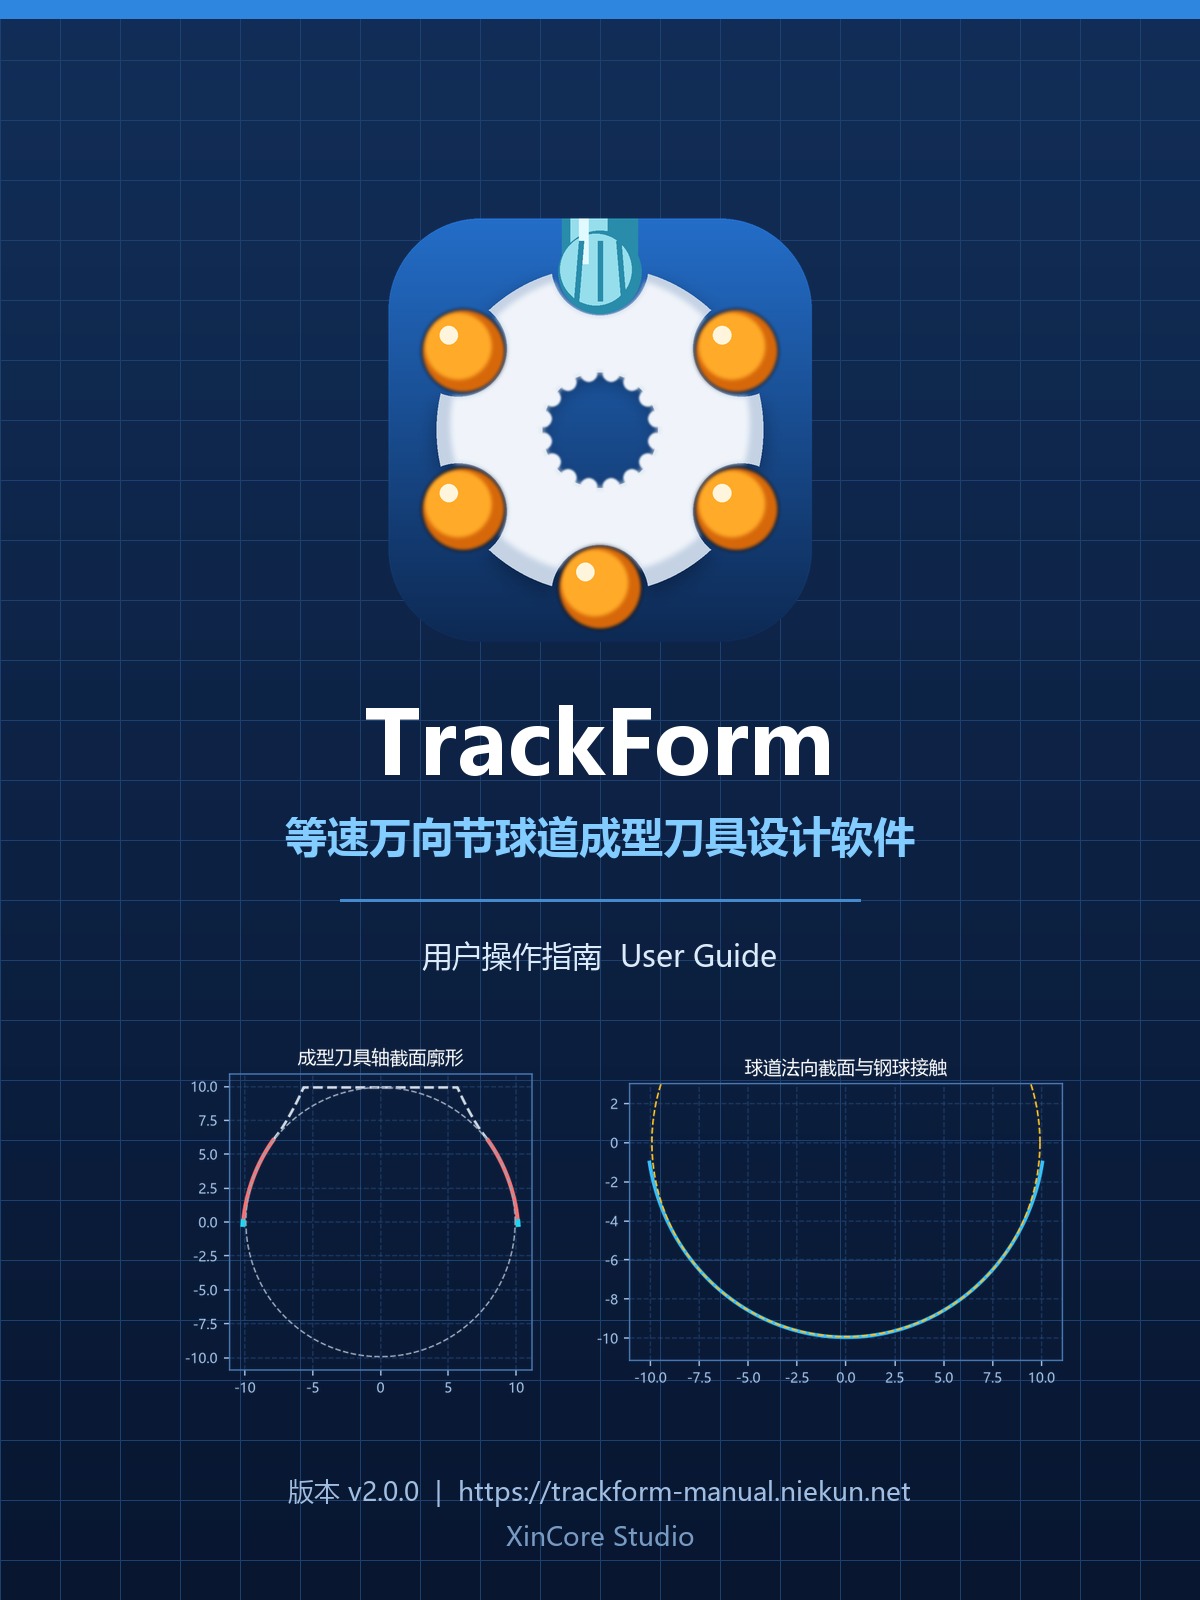 TrackForm
等速万向节球道成型刀具设计软件
用户操作指南 User Guide
成型刀具轴截面廓形
10.0
7.5
5.0
2.5
0.0
-2.5
-5.0
-7.5
-10.0
-10 -5 0 5 10
球道法向截面与钢球接触
2
0
-2
-4
-6
-8
-10
-10.0 -7.5 -5.0 -2.5 0.0 2.5 5.0 7.5 10.0
版本 v2.0.0 | https://trackform-manual.niekun.net
XinCore Studio